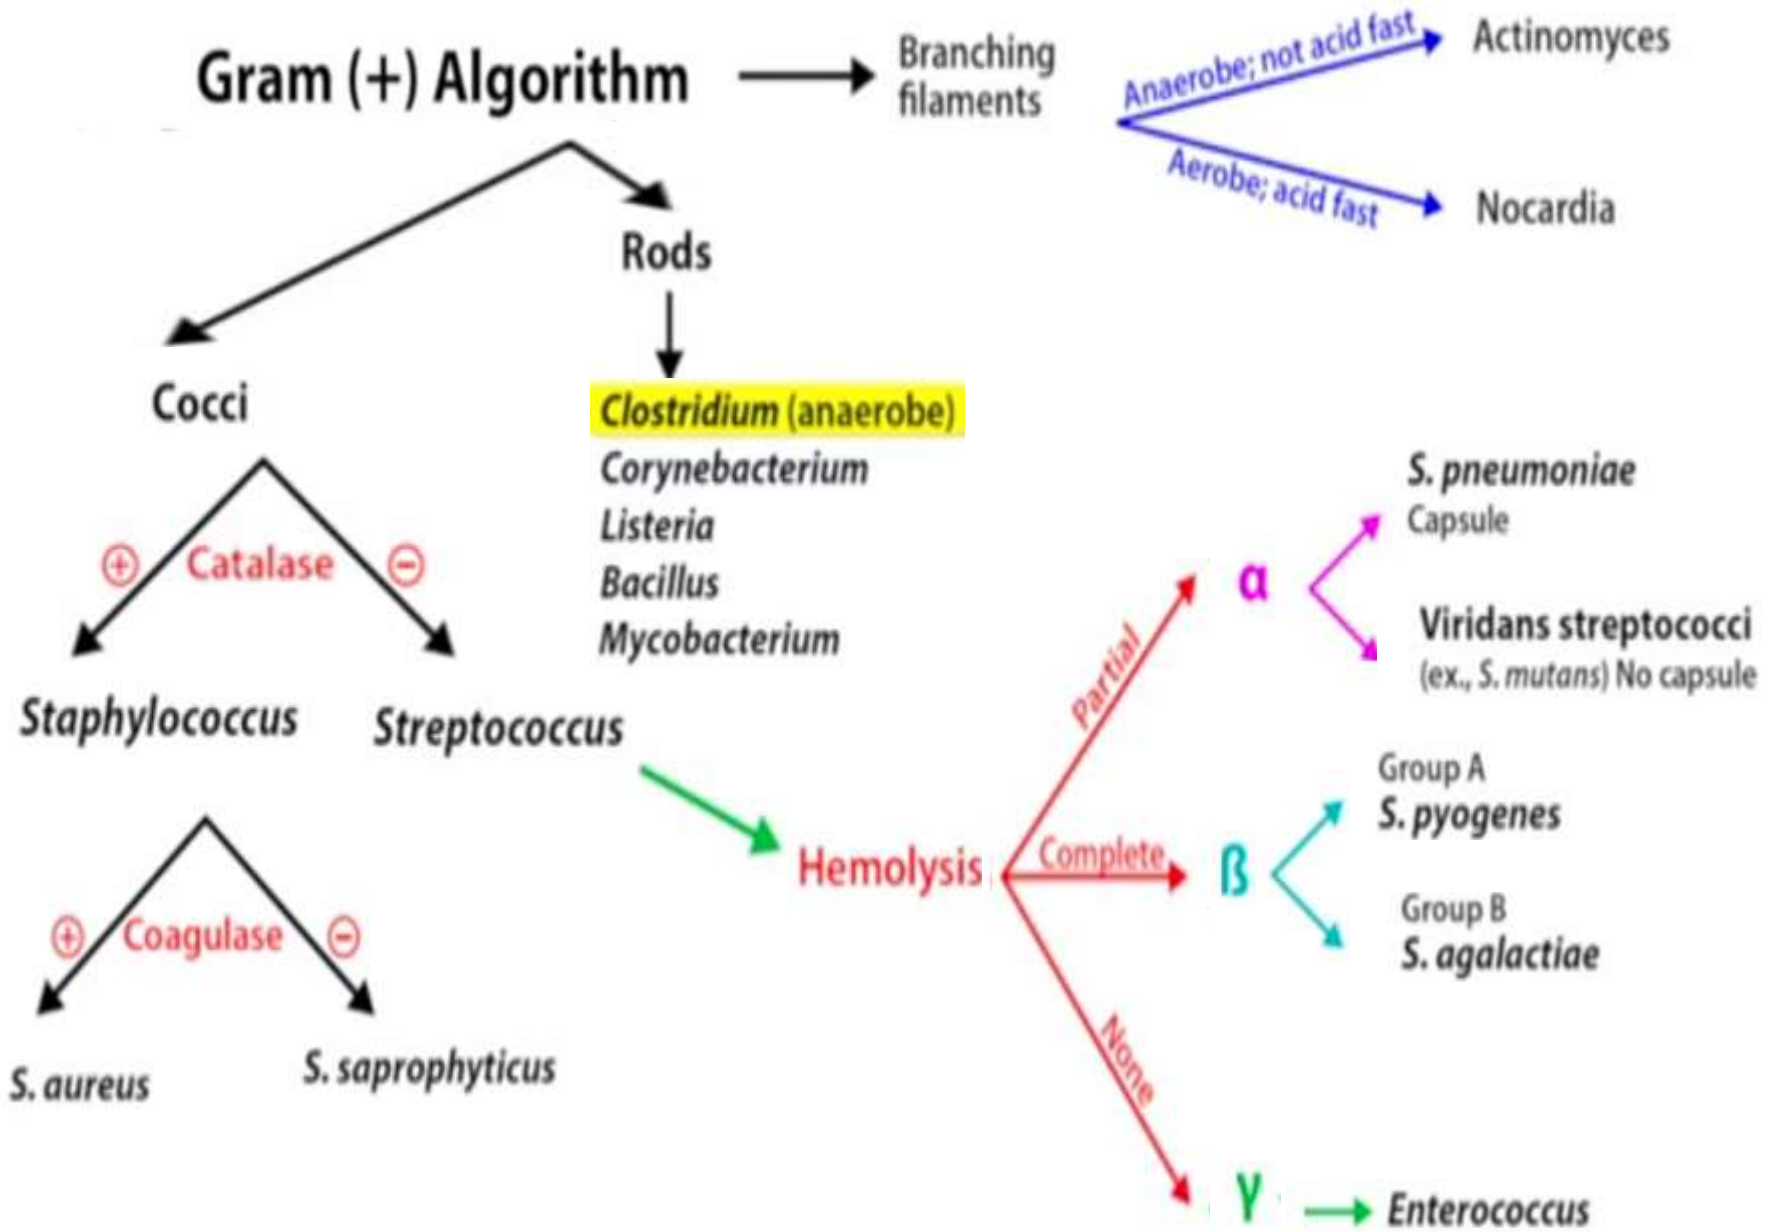 Gram (+) Algorithm
Branching
filaments
Anaerobe; not acid fast
Actinomyces
Aerobe; acid fast
Nocardia
Rods
Cocci
Clostridium (anaerobe)
Corynebacterium
Listeria
Bacillus
Mycobacterium
+ Catalase −
Staphylococcus
Streptococcus
+ Coagulase −
S. aureus
S. saprophyticus
Hemolysis
Partial
α
S. pneumoniae
Capsule
Viridans streptococci
(ex., S. mutans) No capsule
Complete
ß
Group A
S. pyogenes
Group B
S. agalactiae
None
γ
Enterococcus